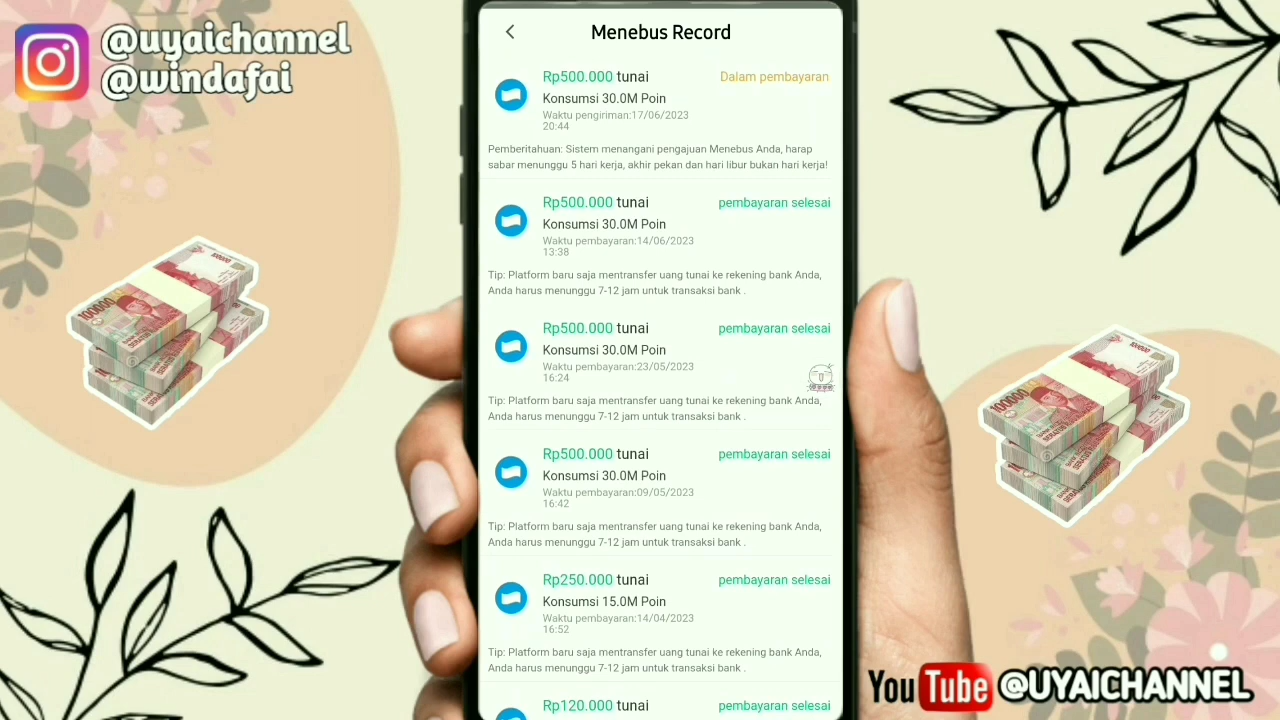 @uyaichannel
@windafai
Menebus Record
Rp500.000 tunai
Dalam pembayaran
Konsumsi 30.0M Poin
Waktu pengiriman:17/06/2023
20:44
Pemberitahuan: Sistem menangani pengajuan Menebus Anda, harap
sabar menunggu 5 hari kerja, akhir pekan dan hari libur bukan hari kerja!
Rp500.000 tunai
pembayaran selesai
Konsumsi 30.0M Poin
Waktu pembayaran:14/06/2023
13:38
Tip: Platform baru saja mentransfer uang tunai ke rekening bank Anda,
Anda harus menunggu 7-12 jam untuk transaksi bank .
Rp500.000 tunai
pembayaran selesai
Konsumsi 30.0M Poin
Waktu pembayaran:23/05/2023
16:24
Tip: Platform baru saja mentransfer uang tunai ke rekening bank Anda,
Anda harus menunggu 7-12 jam untuk transaksi bank .
Rp500.000 tunai
pembayaran selesai
Konsumsi 30.0M Poin
Waktu pembayaran:09/05/2023
16:42
Tip: Platform baru saja mentransfer uang tunai ke rekening bank Anda,
Anda harus menunggu 7-12 jam untuk transaksi bank .
Rp250.000 tunai
pembayaran selesai
Konsumsi 15.0M Poin
Waktu pembayaran:14/04/2023
16:52
Tip: Platform baru saja mentransfer uang tunai ke rekening bank Anda,
Anda harus menunggu 7-12 jam untuk transaksi bank .
Rp120.000 tunai
pembayaran selesai
100000
100000
YouTube @UYAICHANNEL